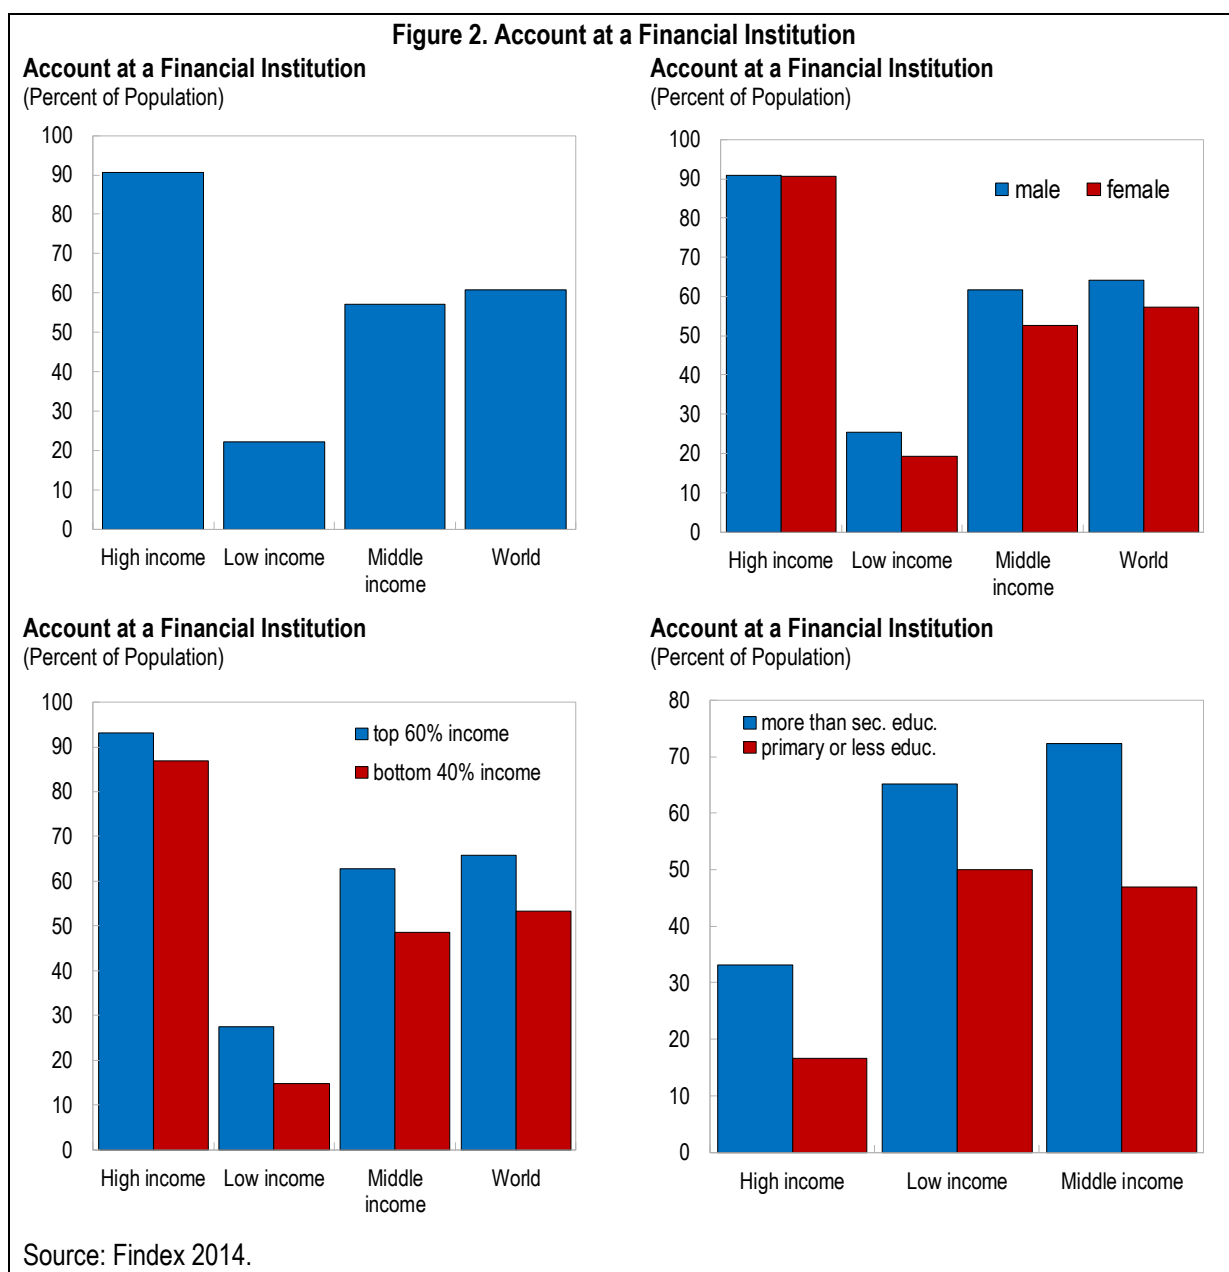 Figure 2. Account at a Financial Institution
Account at a Financial Institution
(Percent of Population)
100
90
80
70
60
50
40
30
20
10
0
High income
Low income
Middle
income
World
Account at a Financial Institution
(Percent of Population)
100
90
80
70
60
50
40
30
20
10
0
male
female
High income
Low income
Middle
income
World
Account at a Financial Institution
(Percent of Population)
100
90
80
70
60
50
40
30
20
10
0
top 60% income
bottom 40% income
High income
Low income
Middle
income
World
Account at a Financial Institution
(Percent of Population)
80
70
60
50
40
30
20
10
0
more than sec. educ.
primary or less educ.
High income
Low income
Middle income
Source: Findex 2014.